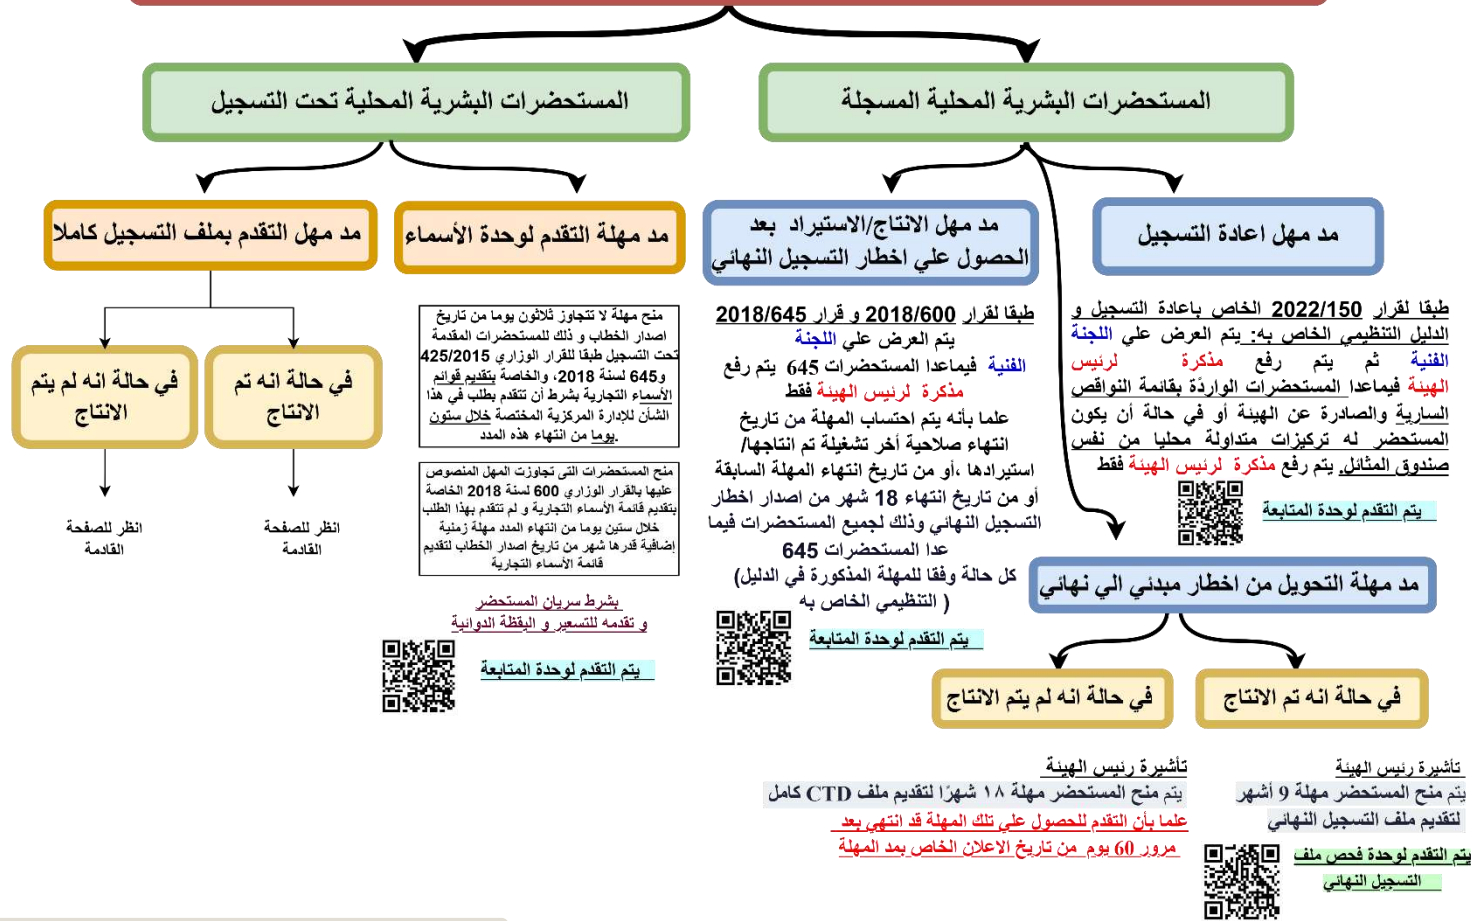 المستحضرات البشرية المحلية المسجلة
المستحضرات البشرية المحلية تحت التسجيل
مد مهل اعادة التسجيل
طبقا لقرار 2022/150 الخاص باعادة التسجيل و
الدليل التنظيمي الخاص به: يتم العرض علي اللجنة
الفنية ثم يتم رفع مذكرة لرئيس
الهيئة فيماعدا المستحضرات الواردة بقائمة النواقص
السارية والصادرة عن الهيئة أو في حالة أن يكون
المستحضر له تركيزات متداولة محليا من نفس
صندوق المثائل. يتم رفع مذكرة لرئيس الهيئة فقط
يتم التقدم لوحدة المتابعة
مد مهل الانتاج/الاستيراد بعد
الحصول علي اخطار التسجيل النهائي
طبقا لقرار 2018/600 و قرار 2018/645
يتم العرض علي اللجنة
الفنية فيماعدا المستحضرات 645 يتم رفع
مذكرة لرئيس الهيئة فقط
علما بأنه يتم احتساب المهلة من تاريخ
انتهاء صلاحية أخر تشغيلة تم انتاجها/
استيرادها ،أو من تاريخ انتهاء المهلة السابقة
أو من تاريخ انتهاء 18 شهر من اصدار اخطار
التسجيل النهائي وذلك لجميع المستحضرات فيما
عدا المستحضرات 645
كل حالة وفقا للمهلة المذكورة في الدليل)
( التنظيمي الخاص به
يتم التقدم لوحدة المتابعة
مد مهلة التحويل من اخطار مبدئي الي نهائي
في حالة انه تم الانتاج
تأشيرة رئيس الهيئة
يتم منح المستحضر مهلة 9 أشهر
لتقديم ملف التسجيل النهائي
يتم التقدم لوحدة فحص ملف
التسجيل النهائي
في حالة انه لم يتم الانتاج
تأشيرة رئيس الهيئة
يتم منح المستحضر مهلة ١٨ شهرًا لتقديم ملف CTD كامل
علما بأن التقدم للحصول علي تلك المهلة قد انتهي بعد
مرور 60 يوم من تاريخ الاعلان الخاص بمد المهلة
مد مهلة التقدم لوحدة الأسماء
منح مهلة لا تتجاوز ثلاثون يوما من تاريخ
اصدار الخطاب و ذلك للمستحضرات المقدمة
تحت التسجيل طبقا للقرار الوزاري 425/2015
و645 لسنة 2018، والخاصة بتقديم قوائم
الأسماء التجارية بشرط أن تتقدم بطلب في هذا
الشأن للإدارة المركزية المختصة خلال ستون
يوما من انتهاء هذه المدد.
منح المستحضرات التى تجاوزت المهل المنصوص
عليها بالقرار الوزاري 600 لسنة 2018 الخاصة
بتقديم قائمة الأسماء التجارية و لم تتقدم بهذا الطلب
خلال ستين يوما من انتهاء المدد مهلة زمنية
إضافية قدرها شهر من تاريخ اصدار الخطاب لتقديم
قائمة الأسماء التجارية
بشرط سريان المستحضر
و تقدمه للتسعير و اليقظة الدوائية
يتم التقدم لوحدة المتابعة
مد مهل التقدم بملف التسجيل كاملا
في حالة انه تم
الانتاج
انظر للصفحة
القادمة
في حالة انه لم يتم
الانتاج
انظر للصفحة
القادمة